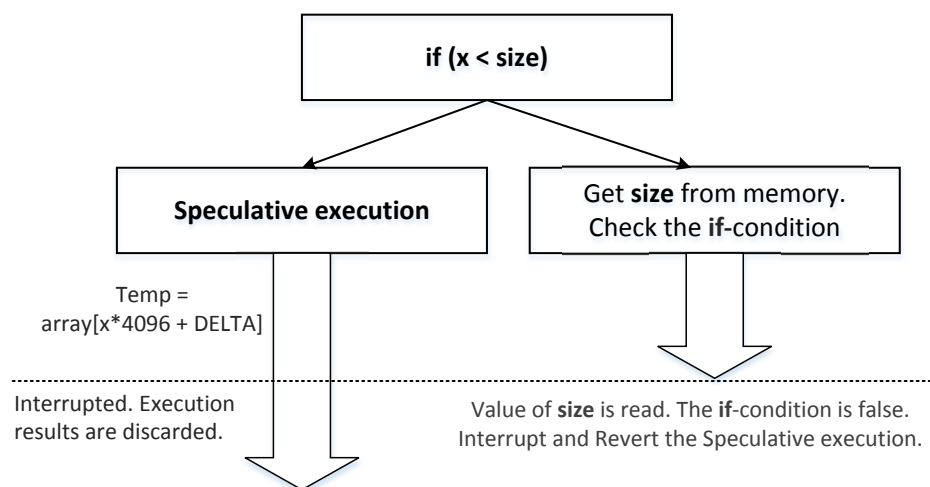 if (x < size)
Speculative execution
Get size from memory.
Check the if-condition
Temp =
array[x*4096 + DELTA]
Interrupted. Execution
results are discarded.
Value of size is read. The if-condition is false.
Interrupt and Revert the Speculative execution.